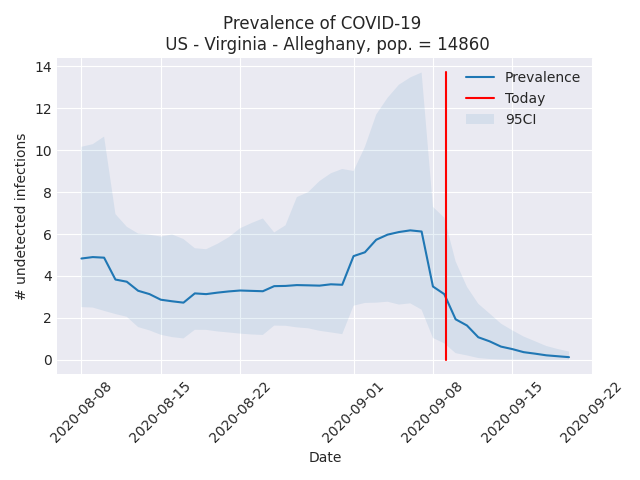 Prevalence of COVID-19
US - Virginia - Alleghany, pop. = 14860
14
12
10
8
6
4
2
0
# undetected infections
Prevalence
Today
95CI
2020-08-08
2020-08-15
2020-08-22
2020-09-01
2020-09-08
2020-09-15
2020-09-22
Date